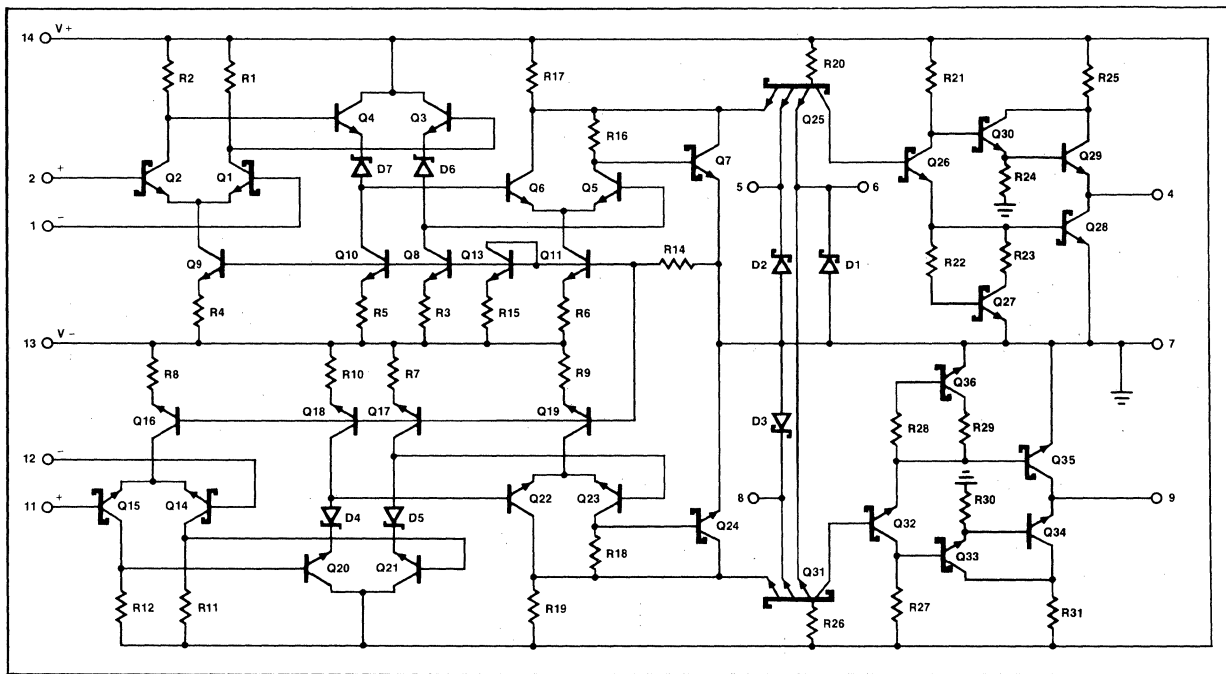 14 V+
R2 R1 R17 R20 R21 R25
Q4 Q3 Q25 Q30
R16
D7 D6 Q7 Q26 Q29
2 + Q2 Q1 Q6 Q5 5 6 R24 4
1 − Q28
Q9 Q10 Q8 Q13 Q11 R14 D2 D1 R22 R23
R4 R5 R3 R15 R6 Q27
13 V− 7
R8 R10 R7 R9 Q36
Q16 Q18 Q17 Q19 D3 R28 R29
12 − Q35
11 + Q15 Q14 Q22 Q23 8 R30 9
D4 D5 Q24 Q32 Q34
Q20 Q21 R18 Q31 Q33
R12 R11 R19 R26 R27 R31